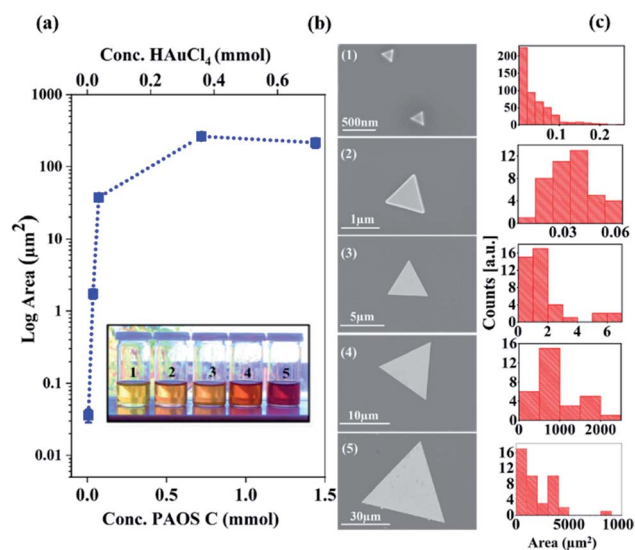 (a)
Conc. HAuCl4 (mmol)
0.0 0.2 0.4 0.6
1000
100
10
1
0.1
0.01
Log Area (µm²)
1 2 3 4 5
0.0 0.5 1.0 1.5
Conc. PAOS C (mmol)
(b)
(1)
500nm
(2)
1µm
(3)
5µm
(4)
10µm
(5)
30µm
(c)
Counts [a.u.]
200
150
100
50
0
0.1 0.2
12
8
4
0
0.03 0.06
16
12
8
4
0
0 2 4 6
16
12
8
4
0
0 1000 2000
16
12
8
4
0
0 5000 10000
Area (µm²)